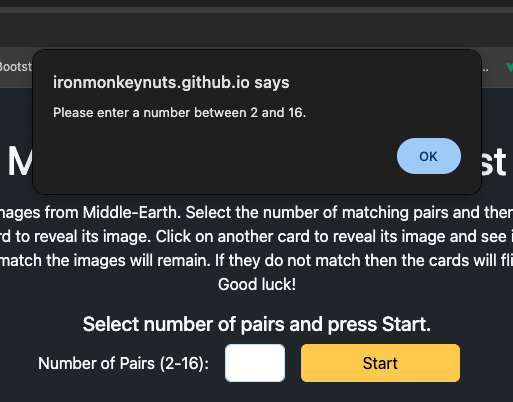 Boost
..
ironmonkeynuts.github.io says
Please enter a number between 2 and 16.
OK
M
st
mages from Middle-Earth. Select the number of matching pairs and then
rd to reveal its image. Click on another card to reveal its image and see i
match the images will remain. If they do not match then the cards will fli
Good luck!
Select number of pairs and press Start.
Number of Pairs (2-16):
Start